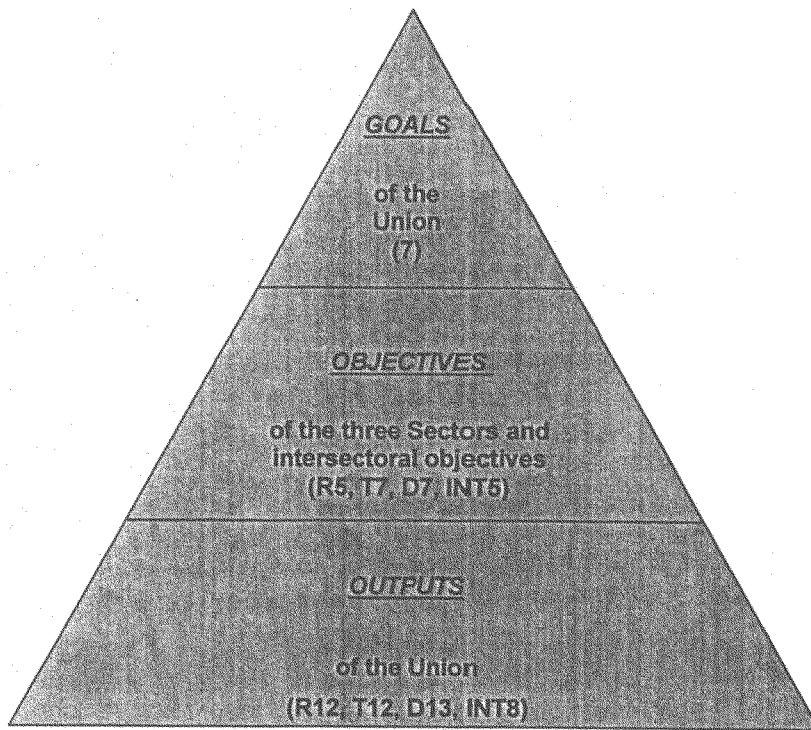 GOALS
of the
Union
(7)
OBJECTIVES
of the three Sectors and
intersectoral objectives
(R5, T7, D7, INT5)
OUTPUTS
of the Union
(R12, T12, D13, INT8)